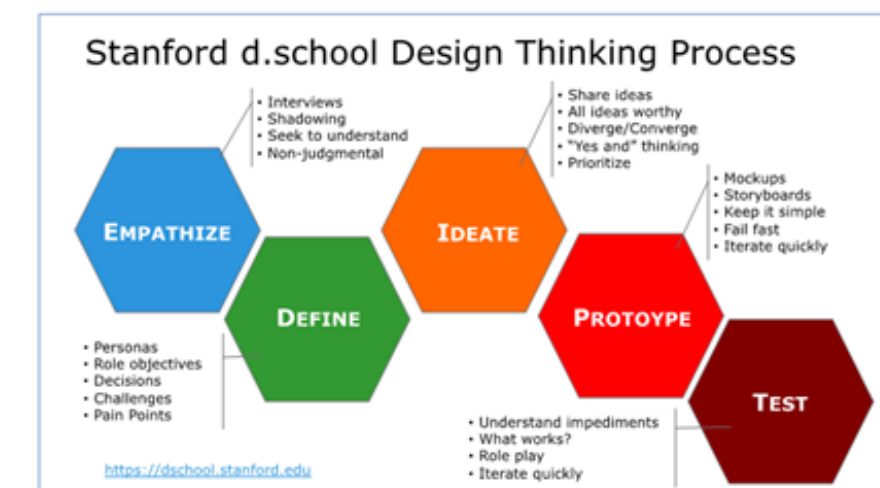 Stanford d.school Design Thinking Process
• Interviews
• Shadowing
• Seek to understand
• Non-judgmental
• Share ideas
• All ideas worthy
• Diverge/Converge
• "Yes and" thinking
• Prioritize
• Mockups
• Storyboards
• Keep it simple
• Fail fast
• Iterate quickly
EMPATHIZE
IDEATE
DEFINE
PROTOYPE
TEST
• Personas
• Role objectives
• Decisions
• Challenges
• Pain Points
• Understand impediments
• What works?
• Role play
• Iterate quickly
https://dschool.stanford.edu